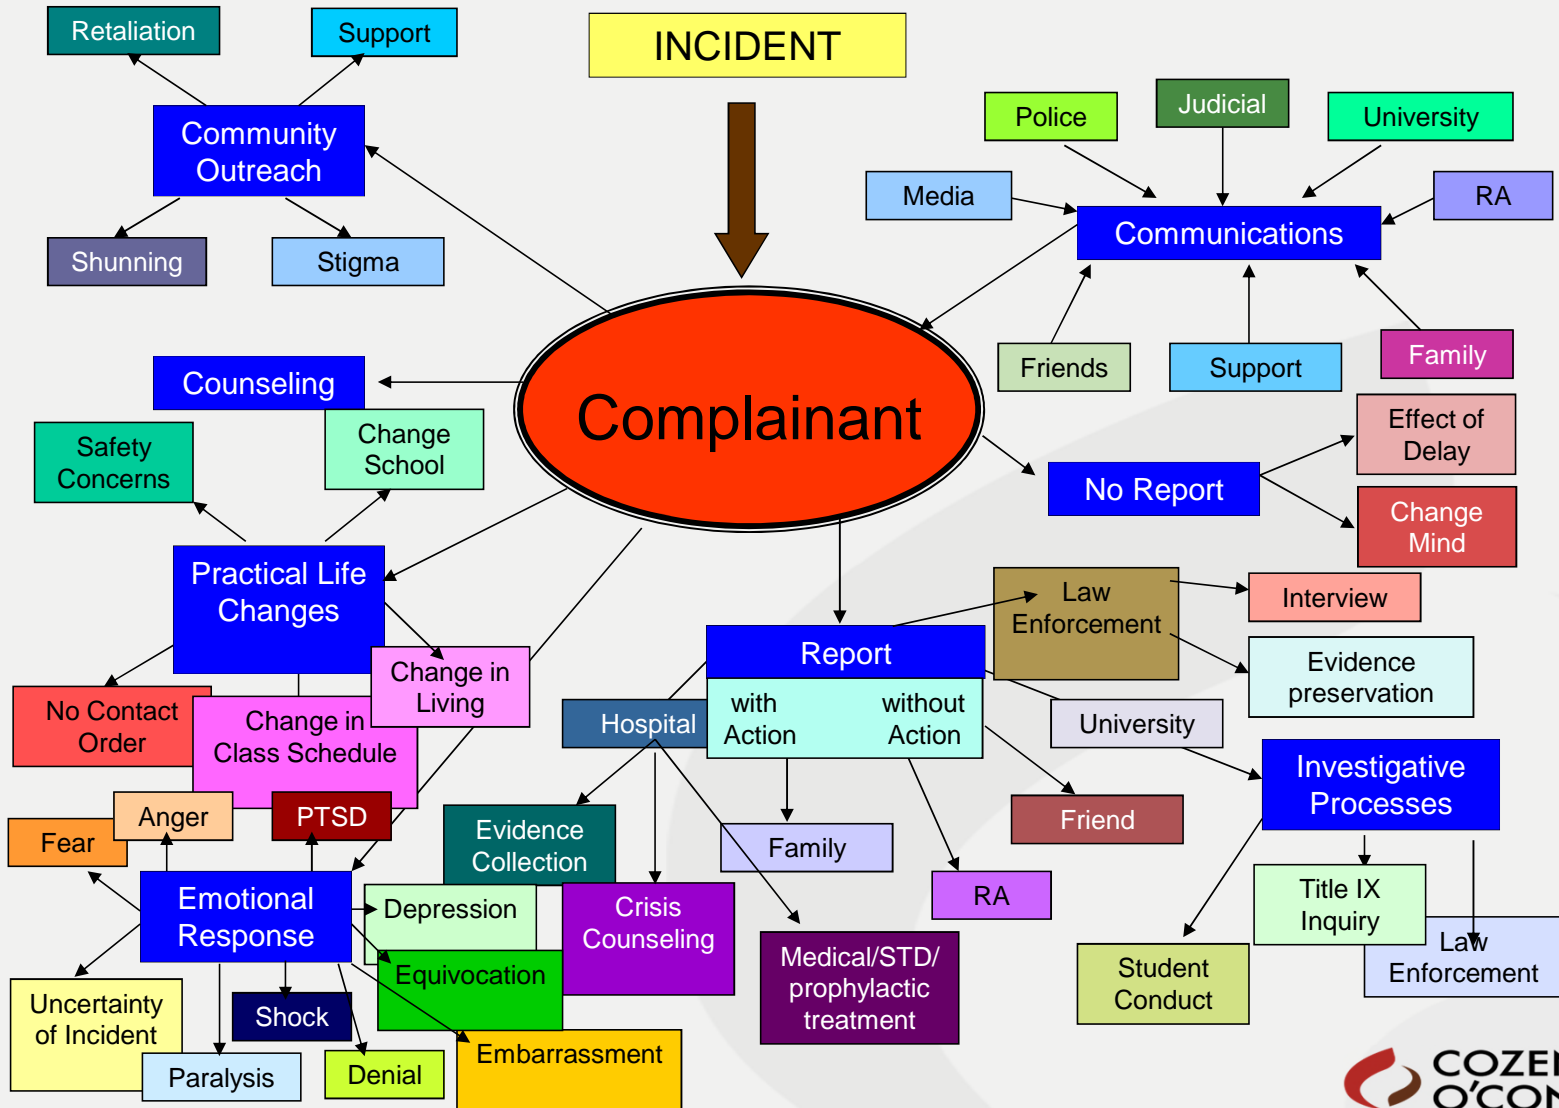 Retaliation
Support
INCIDENT
Community
Outreach
Shunning
Stigma
Police
Judicial
University
Media
RA
Communications
Friends
Support
Family
Counseling
Complainant
Safety
Concerns
Change
School
Effect of
Delay
No Report
Change
Mind
Practical Life
Changes
Law
Enforcement
Interview
Report
Evidence
preservation
No Contact
Order
Change in
Class Schedule
Change in
Living
Hospital
with
Action
without
Action
University
Investigative
Processes
Fear
Anger
PTSD
Evidence
Collection
Family
Friend
RA
Emotional
Response
Depression
Crisis
Counseling
Title IX
Inquiry
Law
Enforcement
Equivocation
Medical/STD/
prophylactic
treatment
Student
Conduct
Uncertainty
of Incident
Shock
Paralysis
Denial
Embarrassment